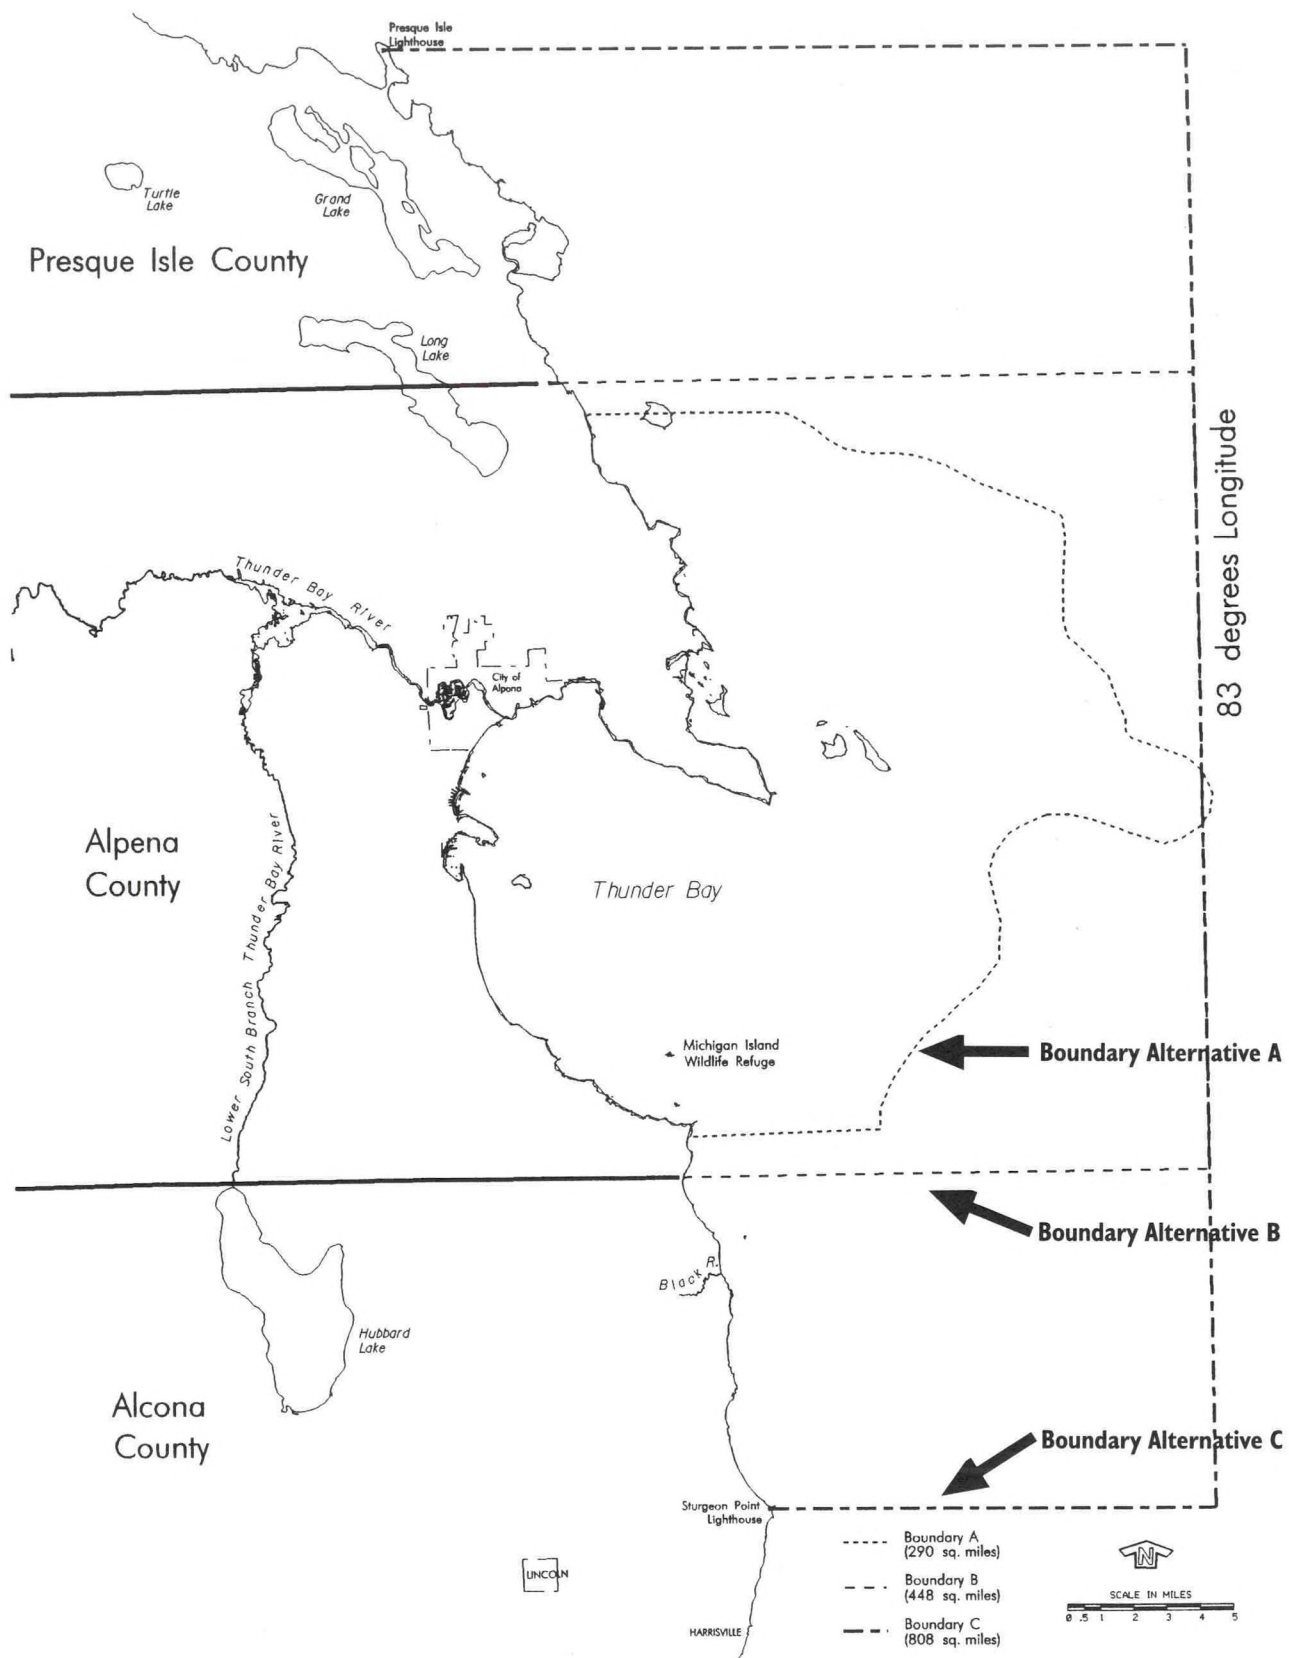 Presque Isle
Lighthouse
Turtle
Lake
Grand
Lake
Presque Isle County
Long
Lake
83 degrees Longitude
Thunder Bay River
City of
Alpena
Alpena
County
Lower South Branch Thunder Bay River
Thunder Bay
Michigan Island
Wildlife Refuge
Boundary Alternative A
Boundary Alternative B
Black R.
Hubbard
Lake
Alcona
County
Boundary Alternative C
Sturgeon Point
Lighthouse
Boundary A
(290 sq. miles)
Boundary B
(448 sq. miles)
Boundary C
(808 sq. miles)
N
SCALE IN MILES
0 .5 1 2 3 4 5
LINCOLN
HARRISVILLE